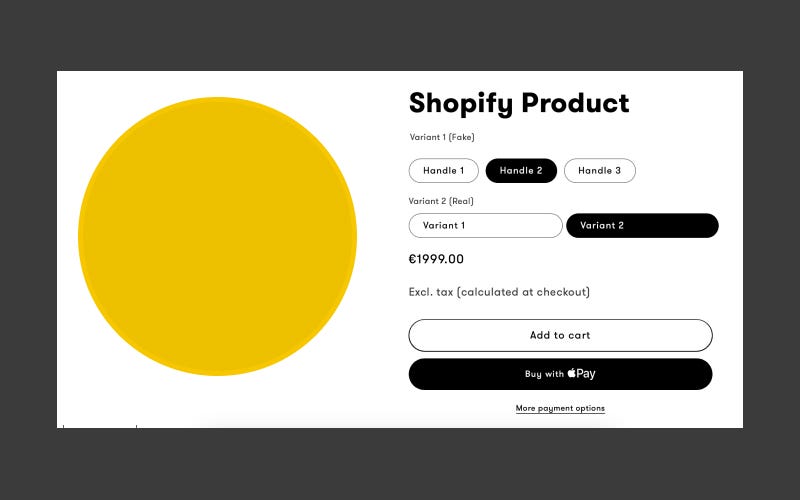 Shopify Product
Variant 1 (Fake)
Handle 1 Handle 2 Handle 3
Variant 2 (Real)
Variant 1 Variant 2
€1999.00
Excl. tax (calculated at checkout)
Add to cart
Buy with Pay
More payment options